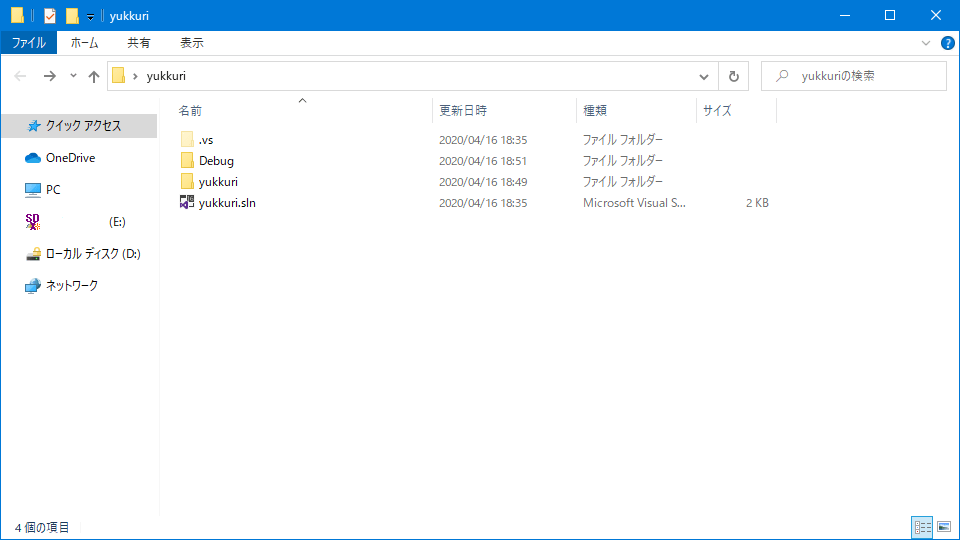 yukkuri
ファイル ホーム 共有 表示
yukkuri yukkuriの検索
名前 更新日時 種類 サイズ
クイック アクセス
OneDrive
PC
SD
(E:)
ローカル ディスク (D:)
ネットワーク
.vs 2020/04/16 18:35 ファイル フォルダー
Debug 2020/04/16 18:51 ファイル フォルダー
yukkuri 2020/04/16 18:49 ファイル フォルダー
yukkuri.sln 2020/04/16 18:35 Microsoft Visual S... 2 KB
4 個の項目